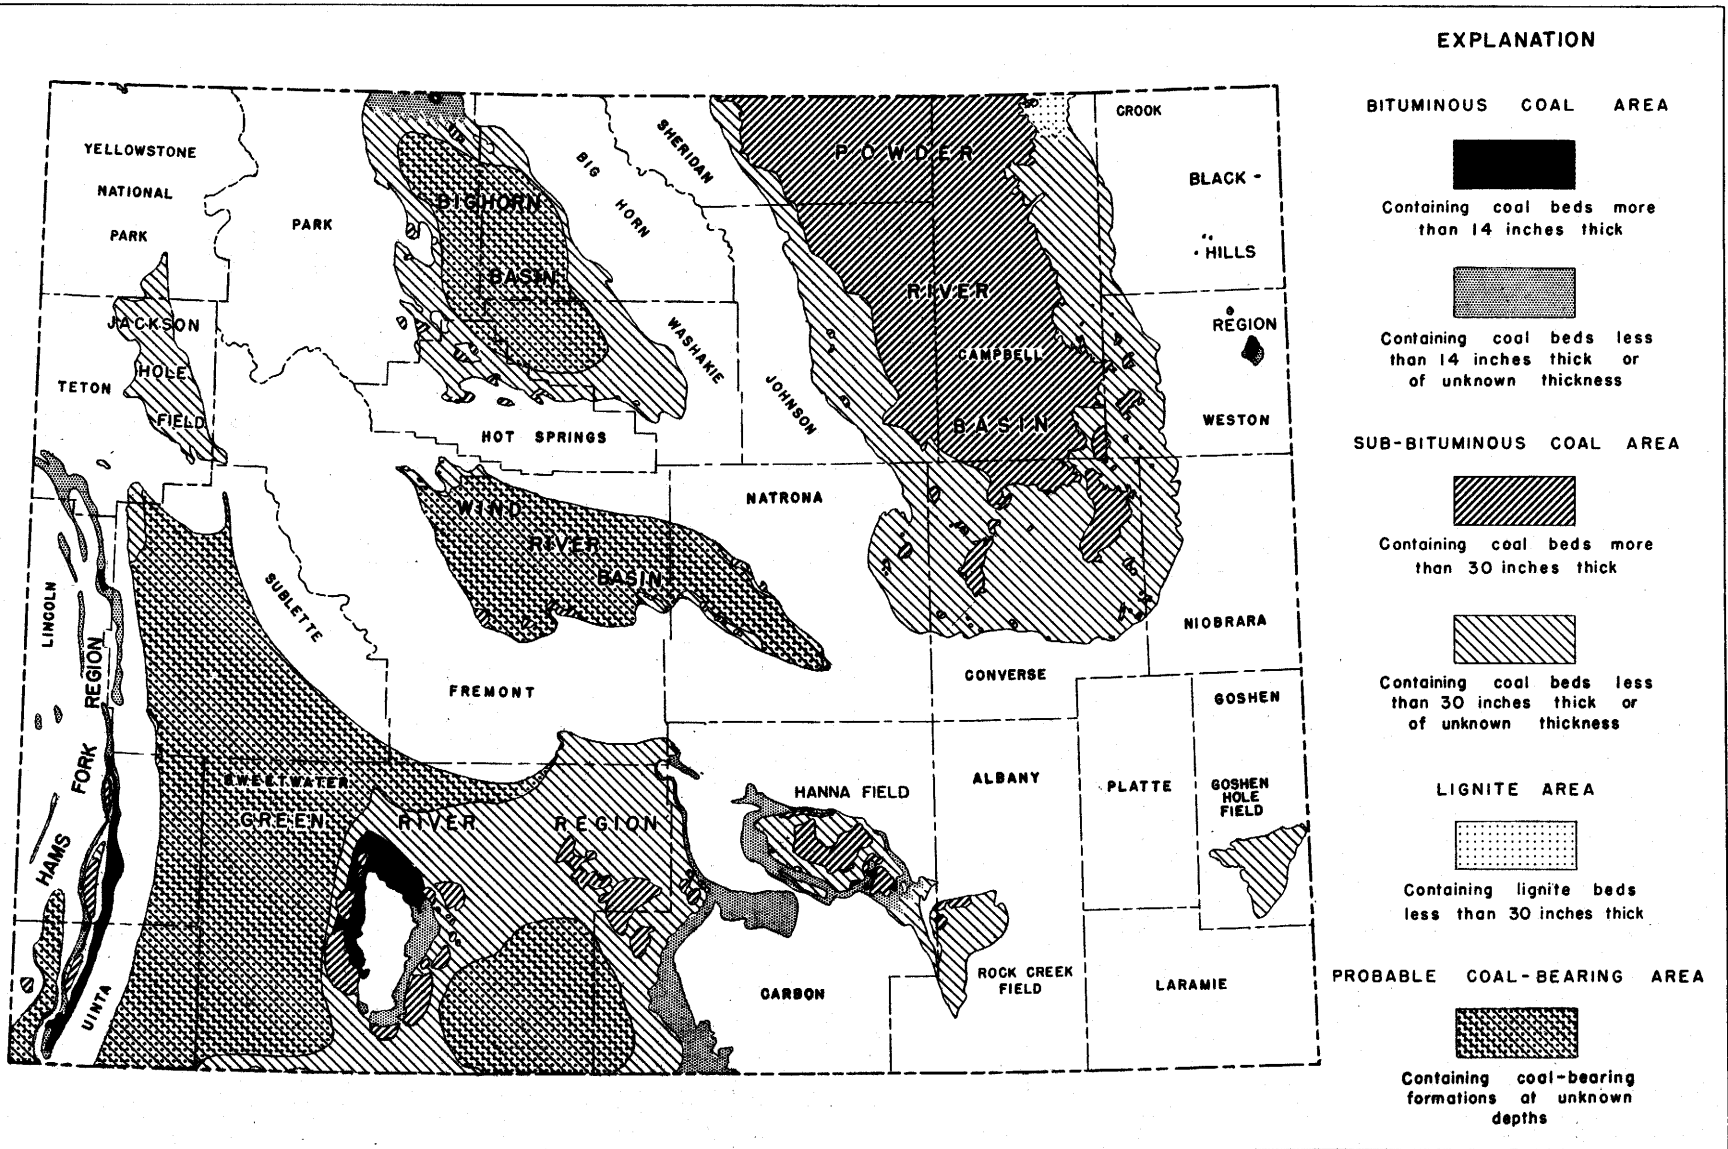 EXPLANATION
BITUMINOUS COAL AREA
Containing coal beds more
than 14 inches thick
Containing coal beds less
than 14 inches thick or
of unknown thickness
SUB-BITUMINOUS COAL AREA
Containing coal beds more
than 30 inches thick
Containing coal beds less
than 30 inches thick or
of unknown thickness
LIGNITE AREA
Containing lignite beds
less than 30 inches thick
PROBABLE COAL-BEARING AREA
Containing coal-bearing
formations at unknown
depths
YELLOWSTONE
NATIONAL
PARK
PARK
BIGHORN
BASIN
BIG
HORN
SHERIDAN
POWDER
RIVER
BASIN
CAMPBELL
CROOK
BLACK
HILLS
REGION
WESTON
JACKSON
HOLE
FIELD
TETON
WASHAKIE
JOHNSON
HOT SPRINGS
WIND
RIVER
BASIN
NATRONA
NIOBRARA
LINCOLN
SUBLETTE
FREMONT
CONVERSE
GOSHEN
HAMS
FORK
REGION
SWEETWATER
GREEN
RIVER
REGION
HANNA FIELD
ALBANY
PLATTE
GOSHEN
HOLE
FIELD
UINTA
CARBON
ROCK CREEK
FIELD
LARAMIE